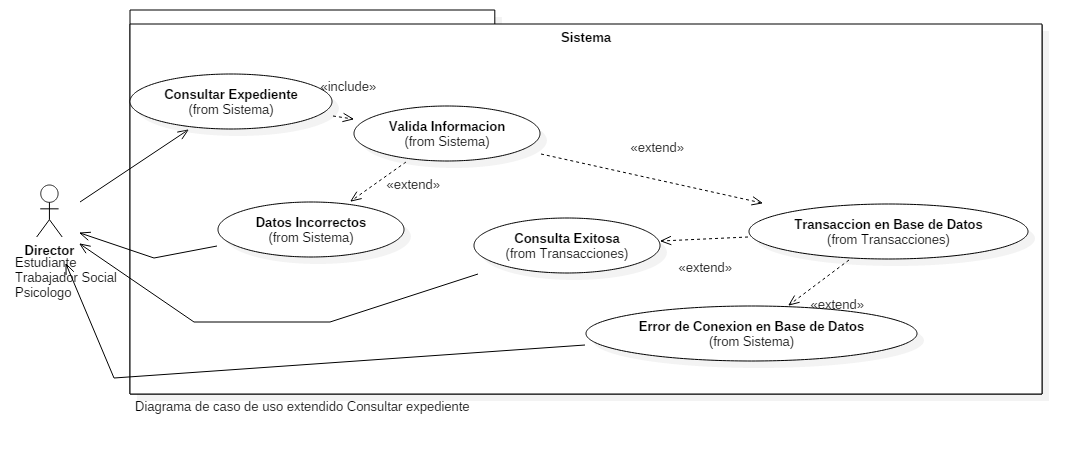 Sistema
Consultar Expediente
(from Sistema)
«include»
Valida Informacion
(from Sistema)
«extend»
«extend»
Datos Incorrectos
(from Sistema)
Consulta Exitosa
(from Transacciones)
Transaccion en Base de Datos
(from Transacciones)
«extend»
«extend»
Error de Conexion en Base de Datos
(from Sistema)
Director
Estudiante
Trabajador Social
Psicologo
Diagrama de caso de uso extendido Consultar expediente